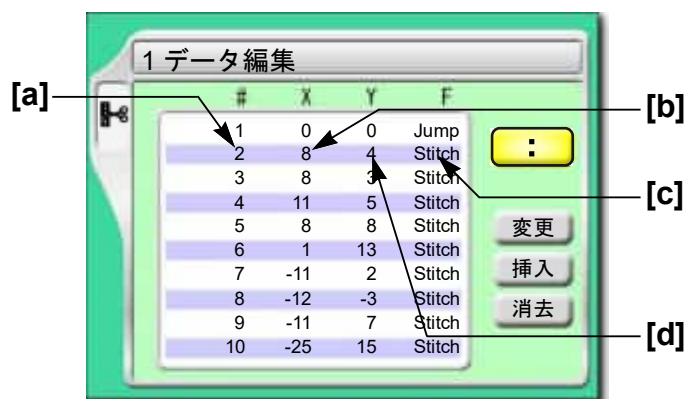 1 データ編集
[a]
# X Y F
[b]
1 0 0 Jump
2 8 4 Stitch
:
3 8 3 Stitch
[c]
4 11 5 Stitch
5 8 8 Stitch
変更
6 1 13 Stitch
7 -11 2 Stitch
挿入
8 -12 -3 Stitch
消去
9 -11 7 Stitch
[d]
10 -25 15 Stitch